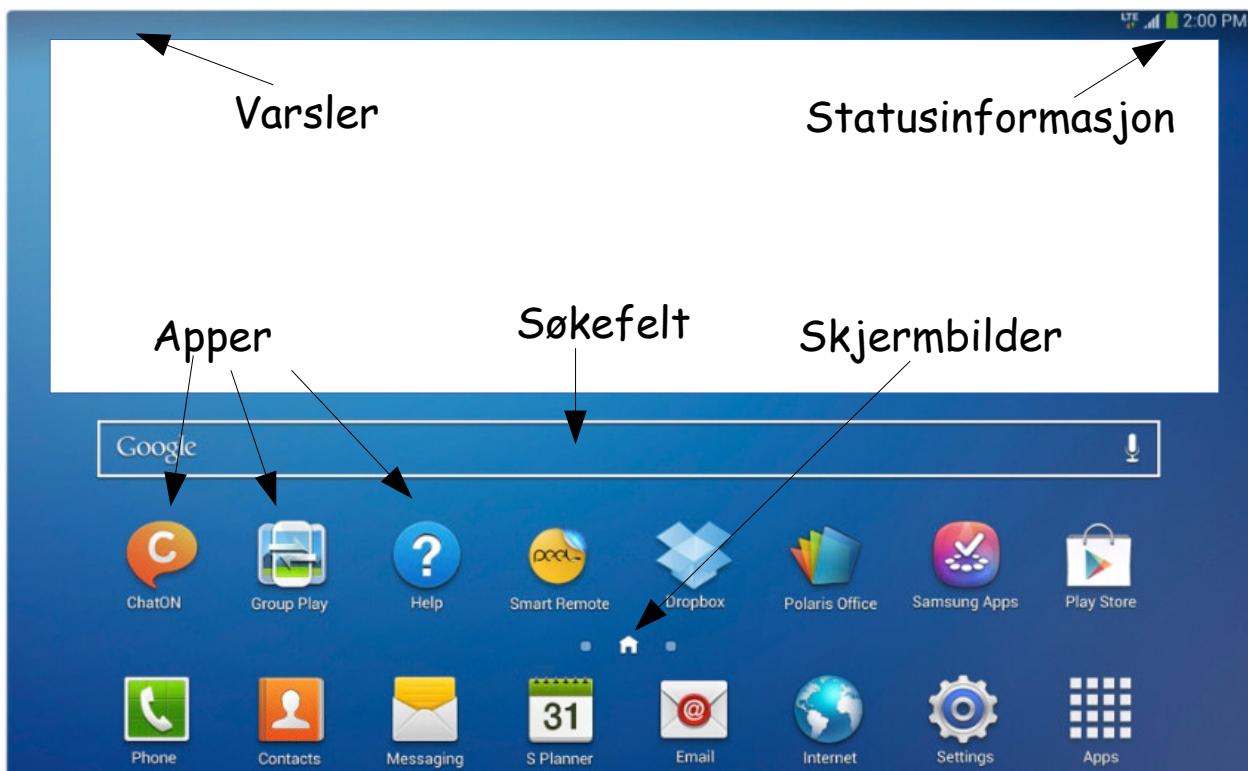 LTE 2:00 PM
Varsler
Statusinformasjon
Apper
Søkefelt
Skjermbilder
Google
C
?
peel
ChatON
Group Play
Help
Smart Remote
Dropbox
Polaris Office
Samsung Apps
Play Store
31
@
Phone
Contacts
Messaging
S Planner
Email
Internet
Settings
Apps